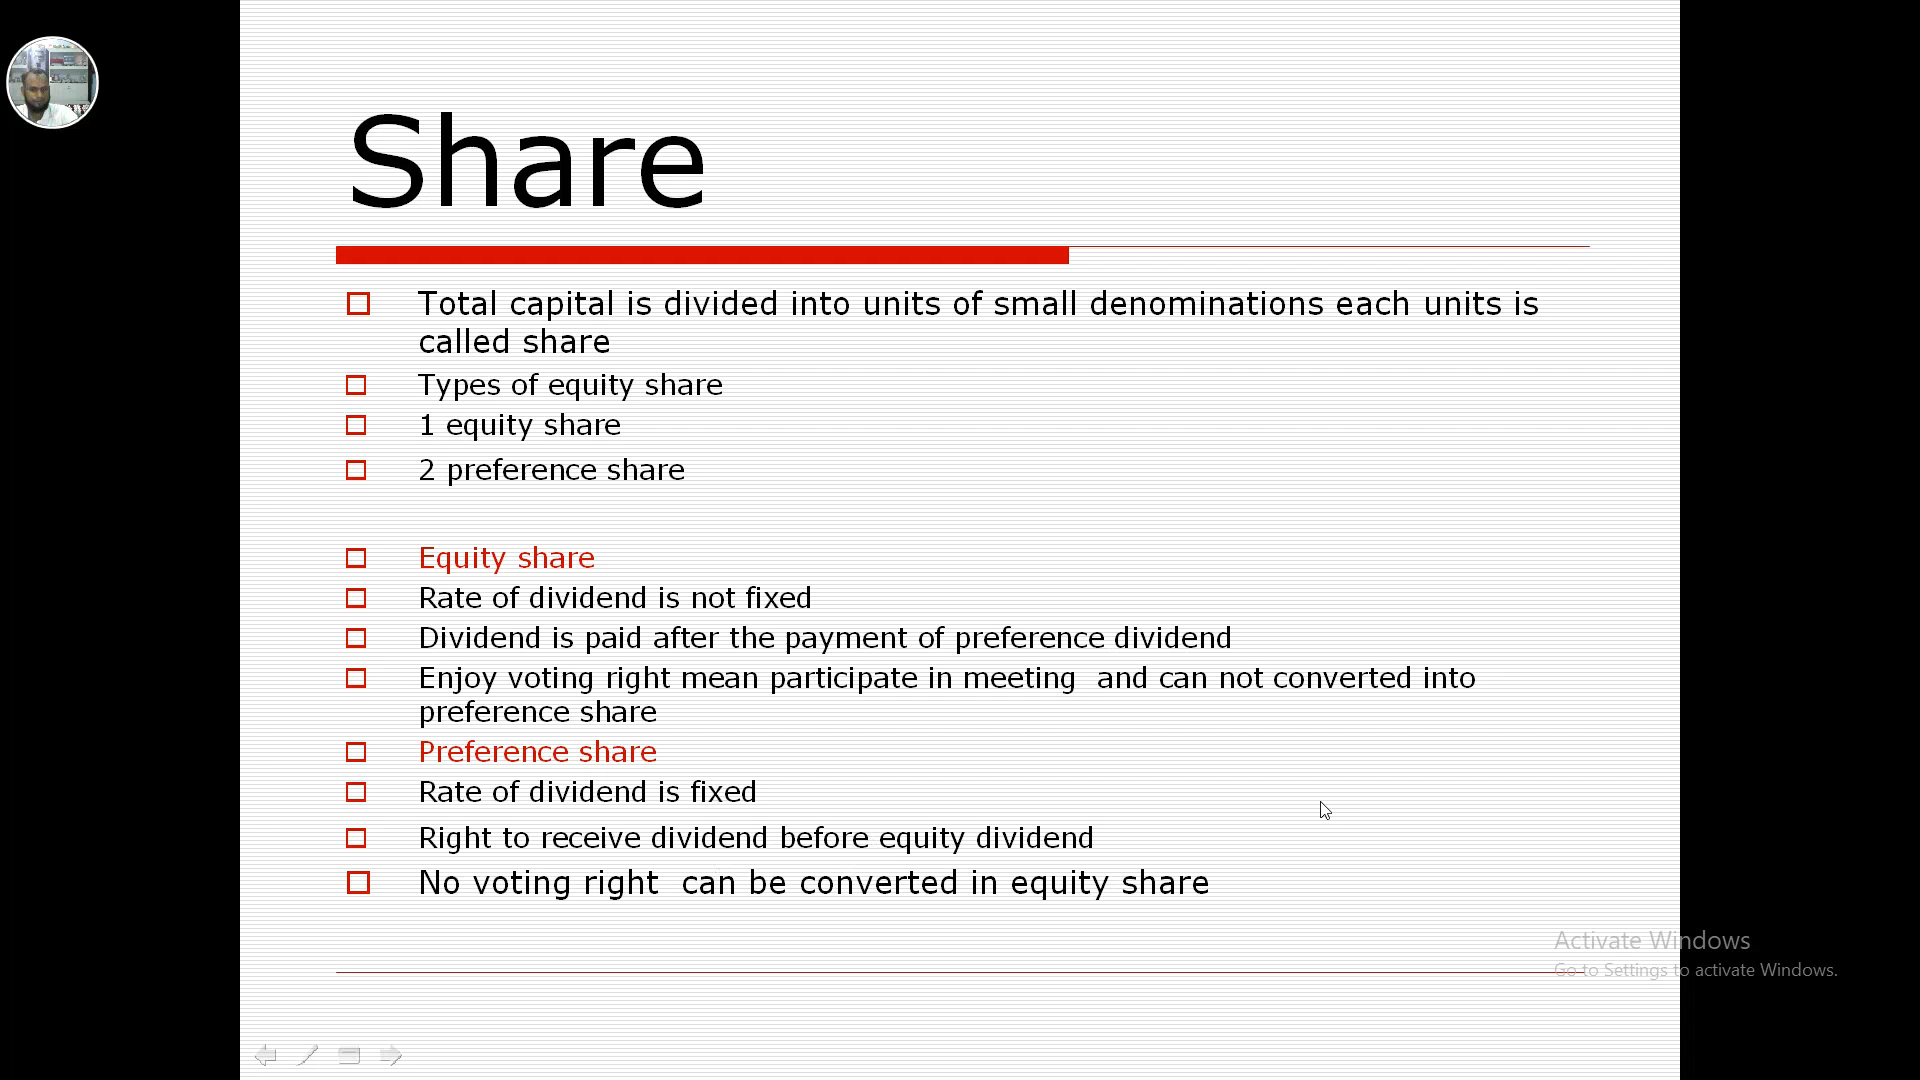 Share
Total capital is divided into units of small denominations each units is
called share
Types of equity share
1 equity share
2 preference share
Equity share
Rate of dividend is not fixed
Dividend is paid after the payment of preference dividend
Enjoy voting right mean participate in meeting  and can not converted into
preference share
Preference share
Rate of dividend is fixed
Right to receive dividend before equity dividend
No voting right  can be converted in equity share
Activate Windows
Go to Settings to activate Windows.